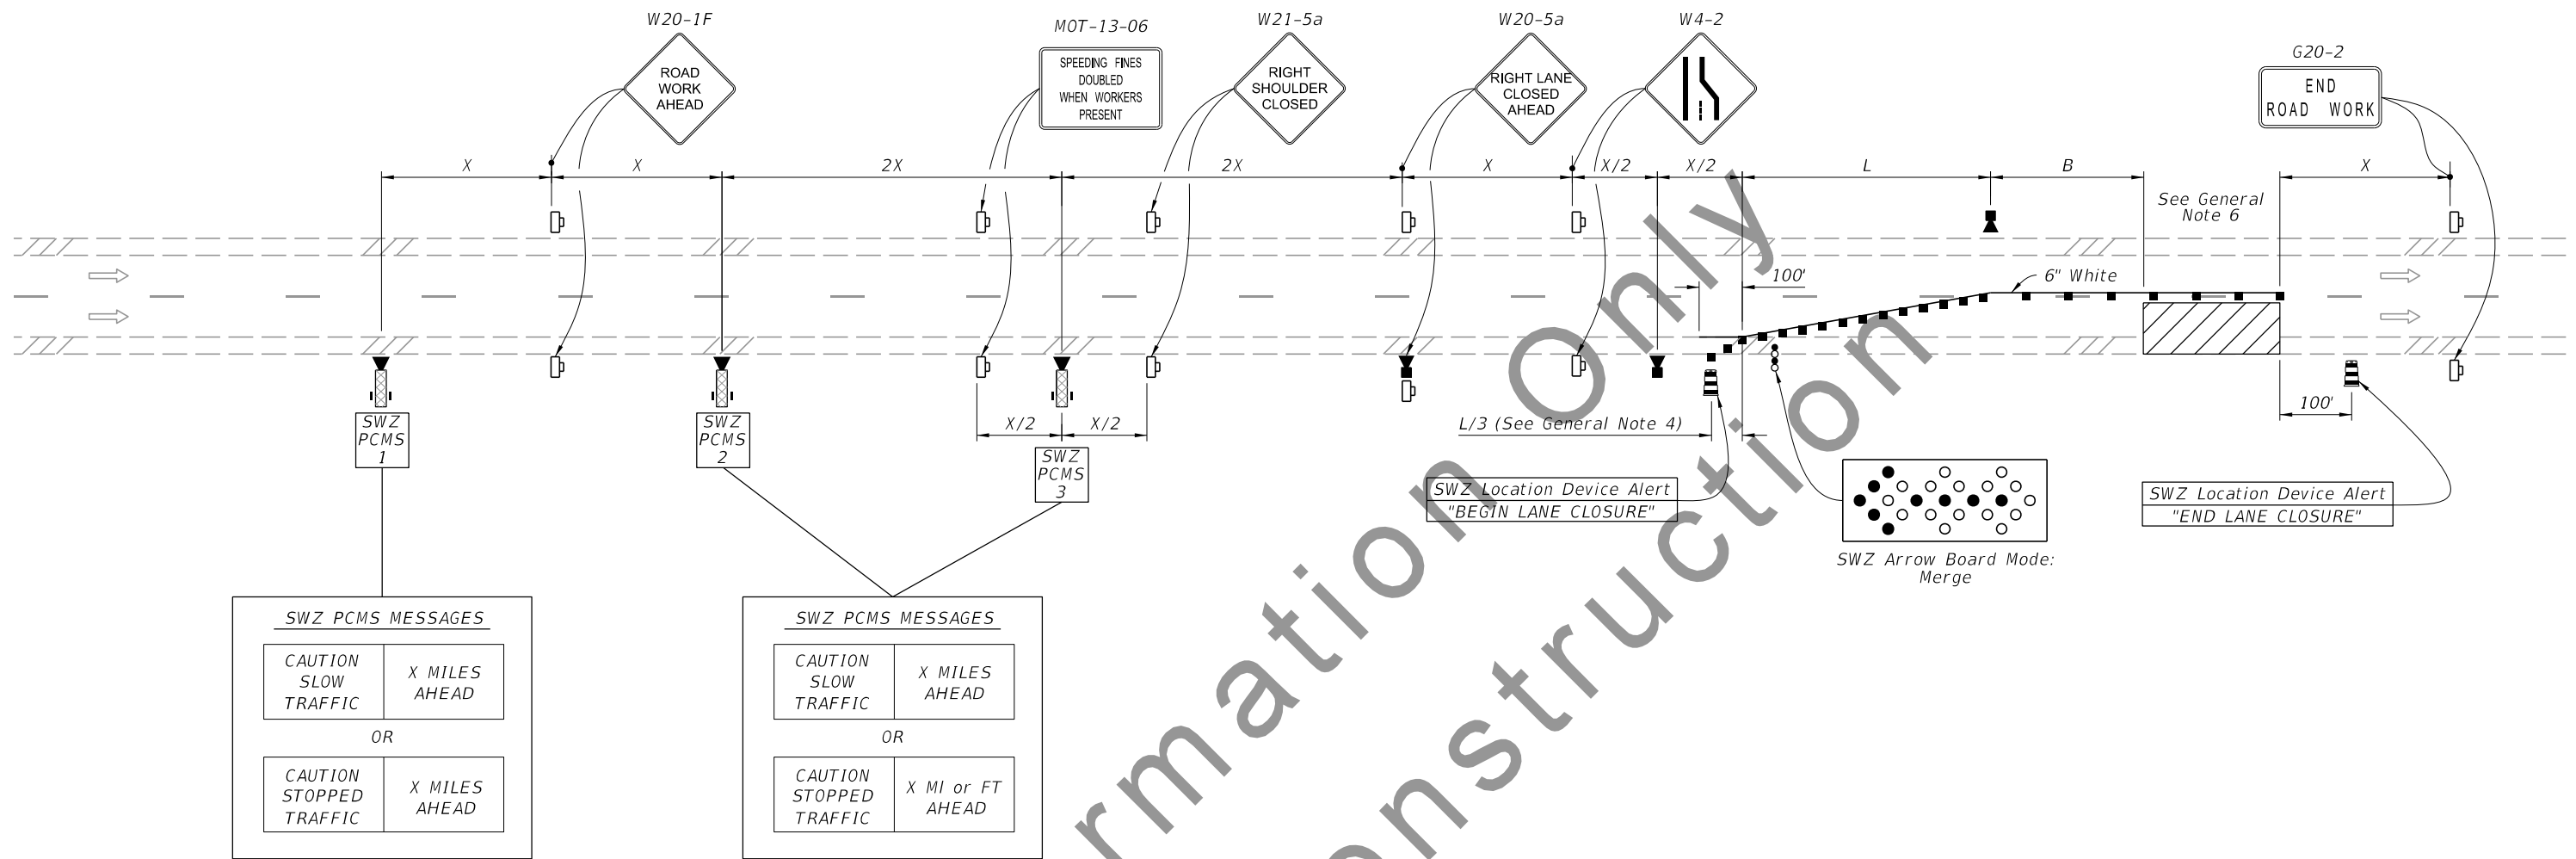 W20-1F
ROAD
WORK
AHEAD
MOT-13-06
SPEEDING FINES
DOUBLED
WHEN WORKERS
PRESENT
W21-5a
RIGHT
SHOULDER
CLOSED
W20-5a
RIGHT LANE
CLOSED
AHEAD
W4-2
G20-2
END
ROAD WORK
X
X
2X
2X
X
X/2
X/2
L
B
See General
Note 6
X
100'
6" White
SWZ
PCMS
1
SWZ
PCMS
2
X/2
X/2
SWZ
PCMS
3
L/3 (See General Note 4)
100'
SWZ Location Device Alert
"BEGIN LANE CLOSURE"
SWZ Arrow Board Mode:
Merge
SWZ Location Device Alert
"END LANE CLOSURE"
SWZ PCMS MESSAGES
CAUTION
SLOW
TRAFFIC
X MILES
AHEAD
OR
CAUTION
STOPPED
TRAFFIC
X MILES
AHEAD
SWZ PCMS MESSAGES
CAUTION
SLOW
TRAFFIC
X MILES
AHEAD
OR
CAUTION
STOPPED
TRAFFIC
X MI or FT
AHEAD
rmation Only
onstruction